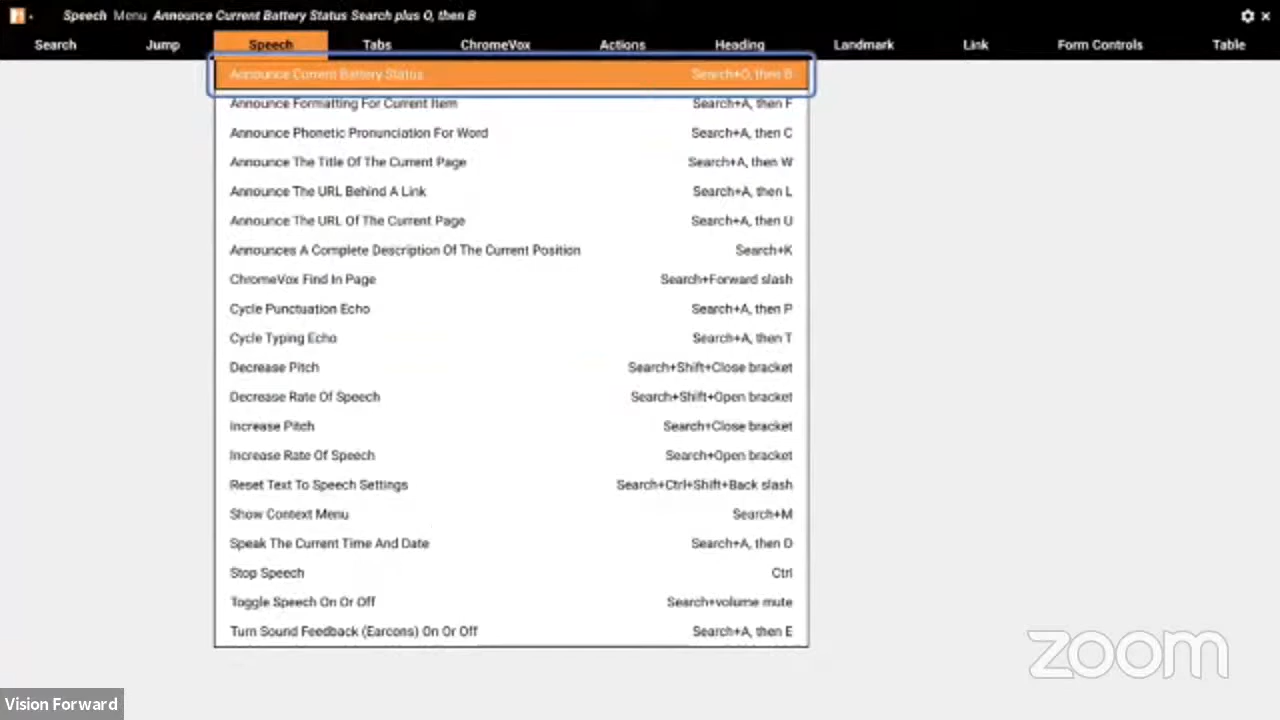 Speech Menu Announce Current Battery Status Search plus O, then B
Search Jump Speech Tabs ChromeVox Actions Heading Landmark Link Form Controls Table
Announce Current Battery Status Search+O, then B
Announce Formatting For Current Item Search+A, then F
Announce Phonetic Pronunciation For Word Search+A, then C
Announce The Title Of The Current Page Search+A, then W
Announce The URL Behind A Link Search+A, then L
Announce The URL Of The Current Page Search+A, then U
Announces A Complete Description Of The Current Position Search+K
ChromeVox Find In Page Search+Forward slash
Cycle Punctuation Echo Search+A, then P
Cycle Typing Echo Search+A, then T
Decrease Pitch Search+Shift+Close bracket
Decrease Rate Of Speech Search+Shift+Open bracket
Increase Pitch Search+Close bracket
Increase Rate Of Speech Search+Open bracket
Reset Text To Speech Settings Search+Ctrl+Shift+Back slash
Show Context Menu Search+M
Speak The Current Time And Date Search+A, then D
Stop Speech Ctrl
Toggle Speech On Or Off Search+volume mute
Turn Sound Feedback (Earcons) On Or Off Search+A, then E
zoom
Vision Forward